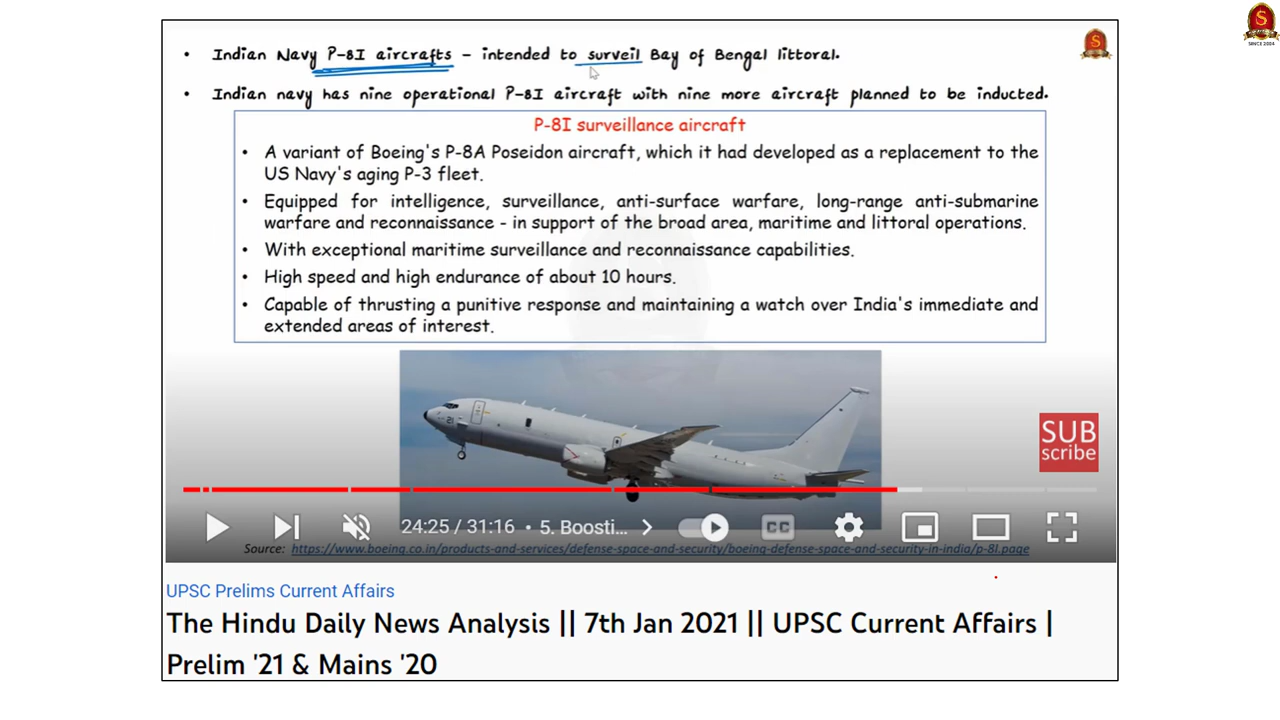 • Indian Navy P-8I aircrafts - intended to surveil Bay of Bengal littoral.
• Indian navy has nine operational P-8I aircraft with nine more aircraft planned to be inducted.
P-8I surveillance aircraft
• A variant of Boeing's P-8A Poseidon aircraft, which it had developed as a replacement to the
US Navy's aging P-3 fleet.
• Equipped for intelligence, surveillance, anti-surface warfare, long-range anti-submarine
warfare and reconnaissance - in support of the broad area, maritime and littoral operations.
• With exceptional maritime surveillance and reconnaissance capabilities.
• High speed and high endurance of about 10 hours.
• Capable of thrusting a punitive response and maintaining a watch over India's immediate and
extended areas of interest.
21
SUB
scribe
24:25 / 31:16 • 5. Boosti... CC
Source: https://www.boeing.co.in/products-and-services/defense-space-and-security/boeing-defense-space-and-security-in-india/p-8I.page
UPSC Prelims Current Affairs
The Hindu Daily News Analysis || 7th Jan 2021 || UPSC Current Affairs |
Prelim '21 & Mains '20
S
SINCE 2004